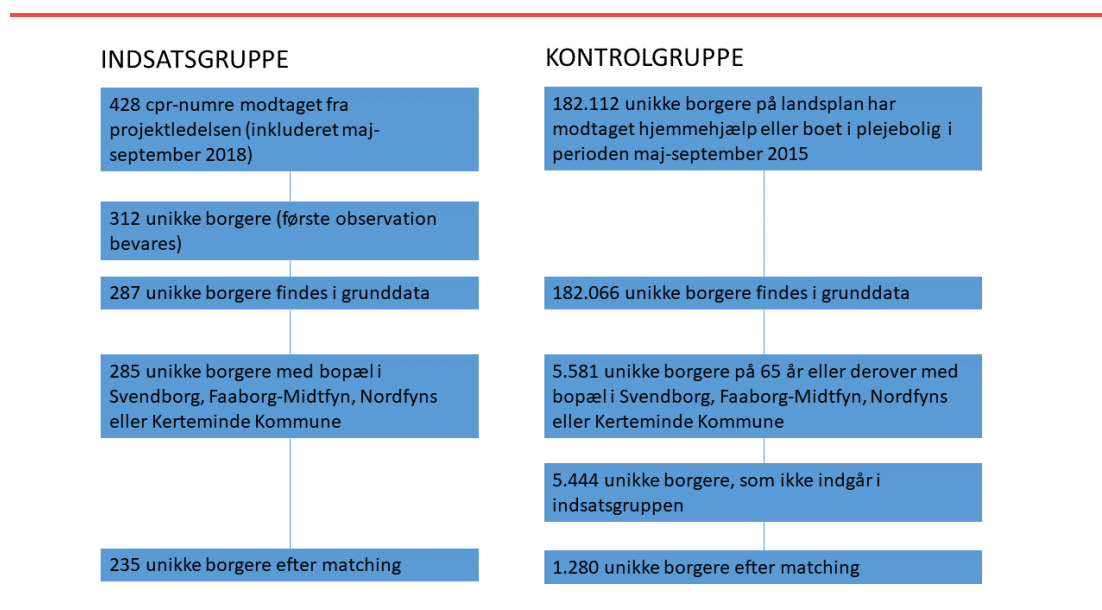 INDSATSGRUPPE
428 cpr-numre modtaget fra
projektledelsen (inkluderet maj-
september 2018)
312 unikke borgere (første observation
bevares)
287 unikke borgere findes i grunddata
285 unikke borgere med bopæl i
Svendborg, Faaborg-Midtfyn, Nordfyns
eller Kerteminde Kommune
235 unikke borgere efter matching
KONTROLGRUPPE
182.112 unikke borgere på landsplan har
modtaget hjemmehjælp eller boet i plejebolig i
perioden maj-september 2015
182.066 unikke borgere findes i grunddata
5.581 unikke borgere på 65 år eller derover med
bopæl i Svendborg, Faaborg-Midtfyn, Nordfyns
eller Kerteminde Kommune
5.444 unikke borgere, som ikke indgår i
indsatsgruppen
1.280 unikke borgere efter matching